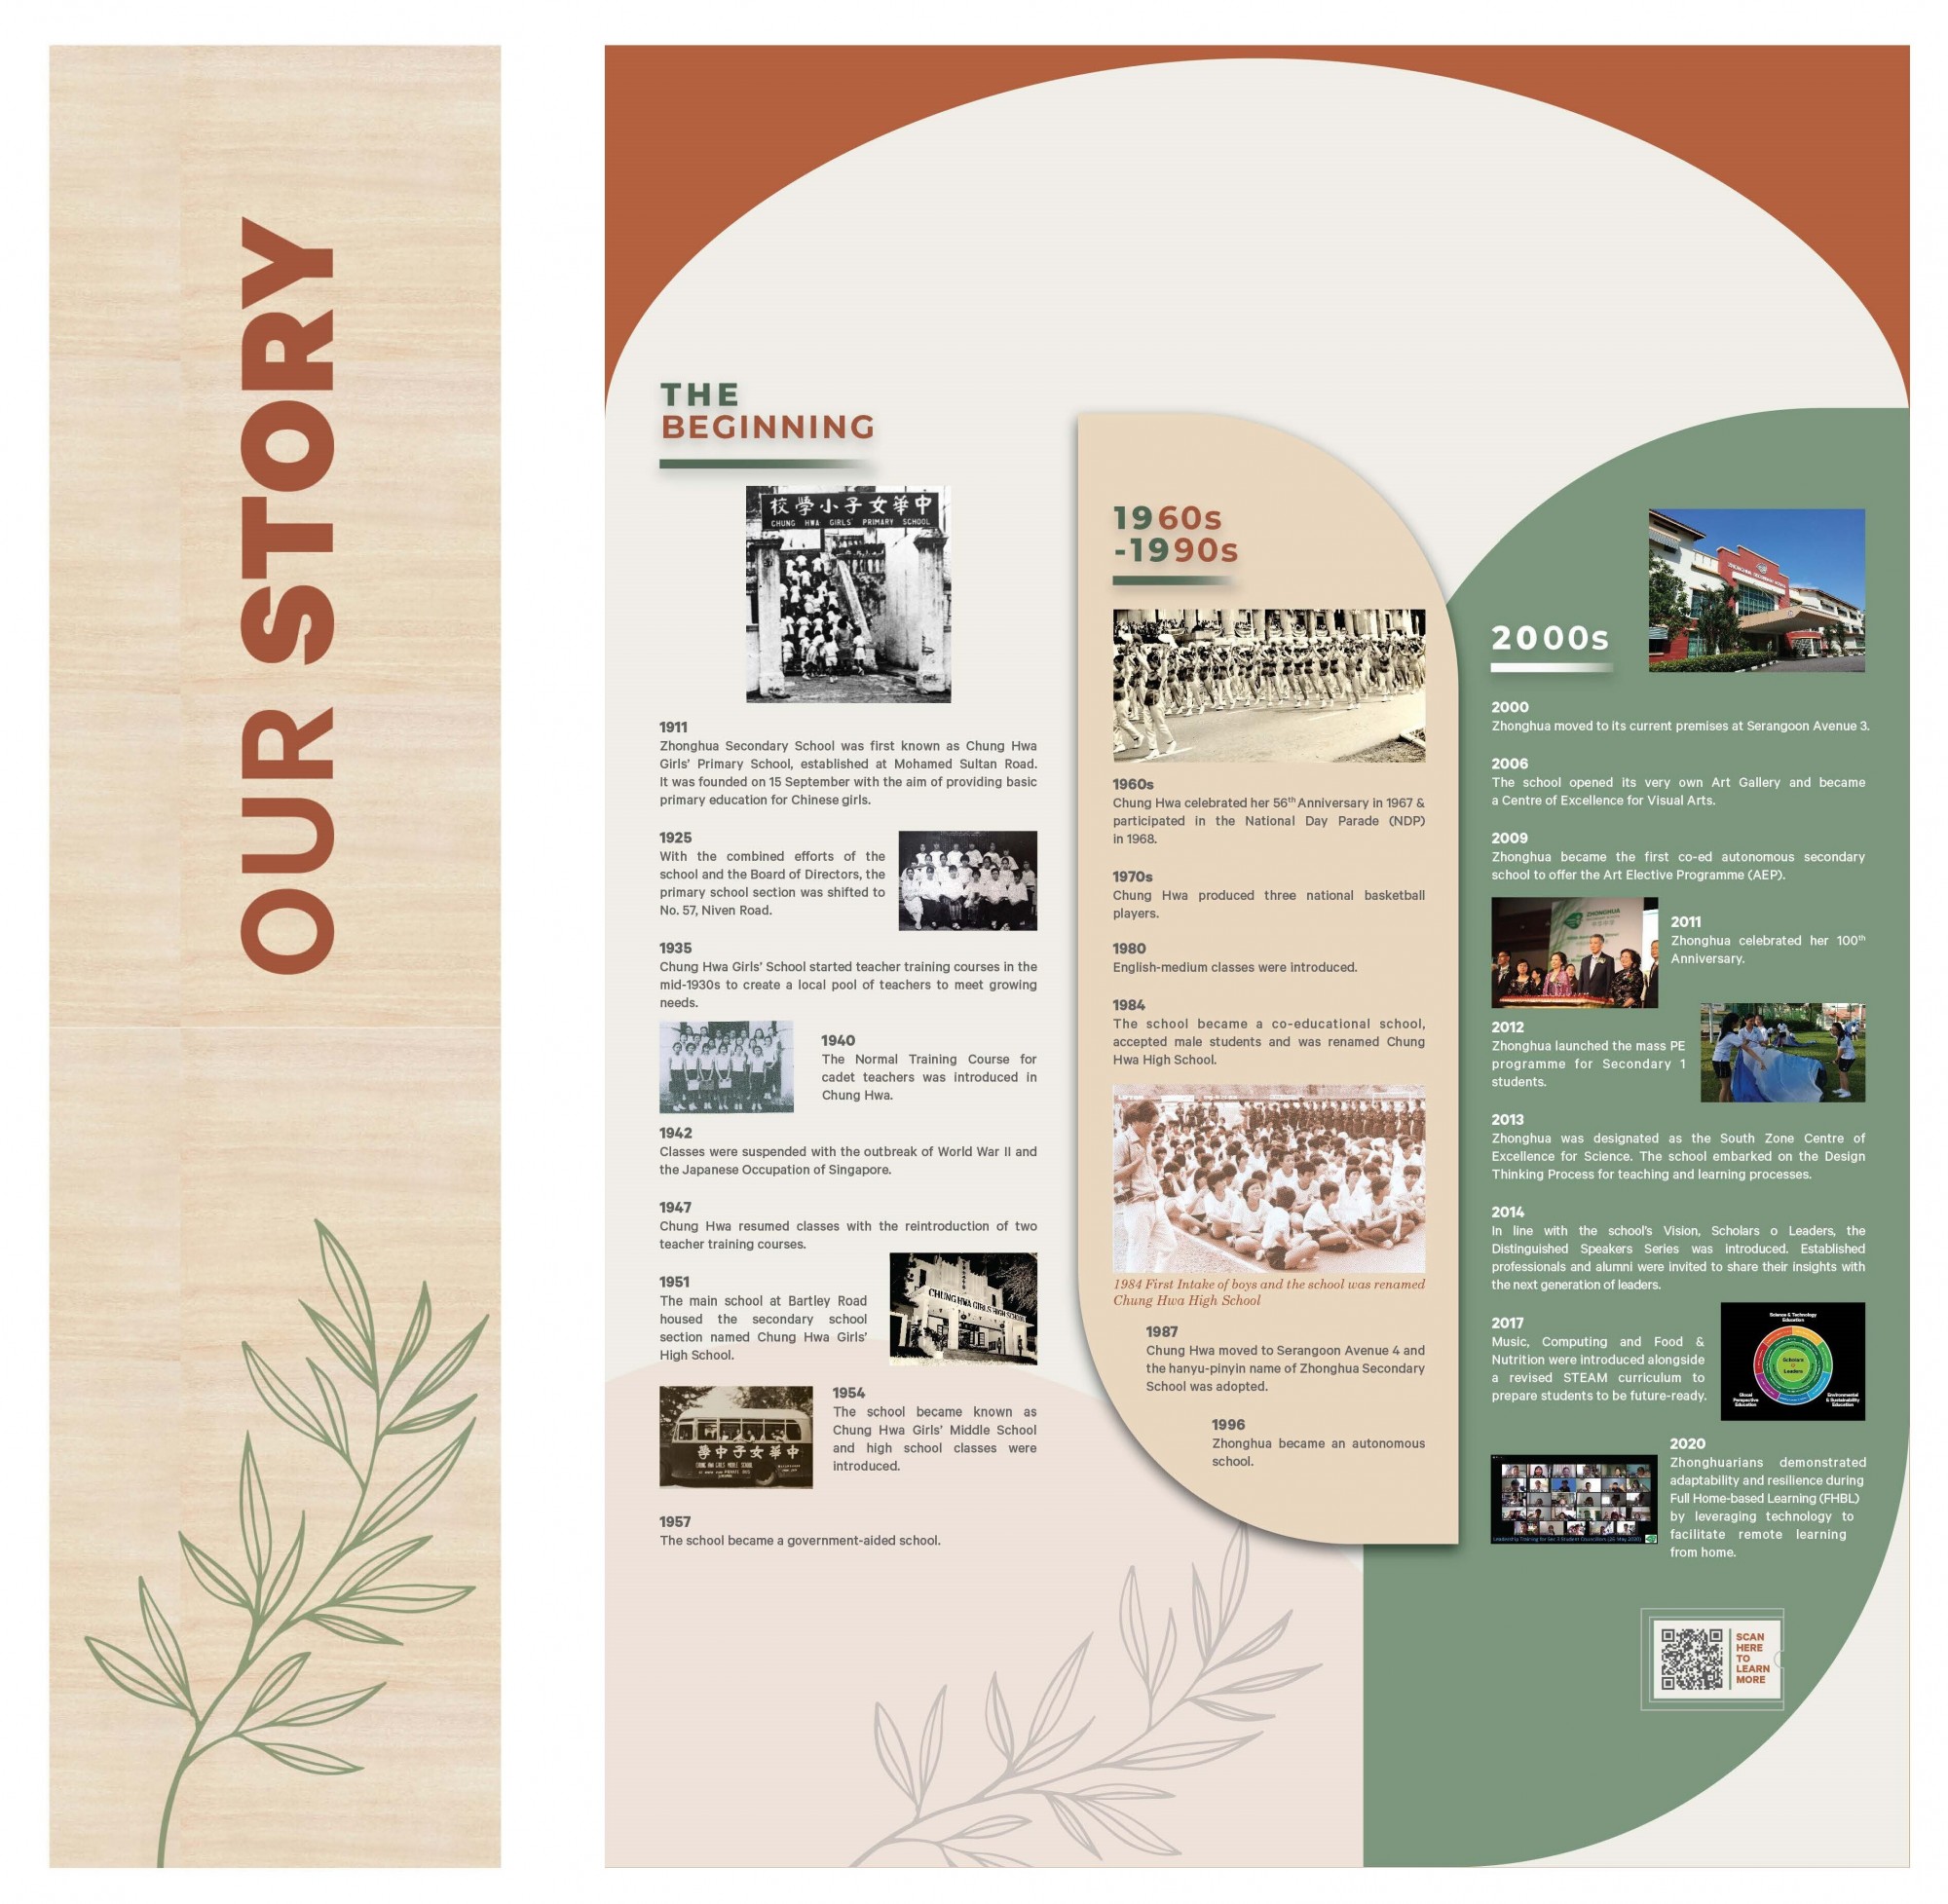 OUR STORY
THE
BEGINNING
校學小子女華中
CHUNG HWA GIRLS' PRIMARY SCHOOL
1911
Zhonghua Secondary School was first known as Chung Hwa
Girls' Primary School, established at Mohamed Sultan Road.
It was founded on 15 September with the aim of providing basic
primary education for Chinese girls.
1925
With the combined efforts of the
school and the Board of Directors, the
primary school section was shifted to
No. 57, Niven Road.
1935
Chung Hwa Girls' School started teacher training courses in the
mid-1930s to create a local pool of teachers to meet growing
needs.
1940
The Normal Training Course for
cadet teachers was introduced in
Chung Hwa.
1942
Classes were suspended with the outbreak of World War II and
the Japanese Occupation of Singapore.
1947
Chung Hwa resumed classes with the reintroduction of two
teacher training courses.
1951
The main school at Bartley Road
housed the secondary school
section named Chung Hwa Girls'
High School.
CHUNG HWA GIRLS HIGH SCHOOL
學中子女華中
CHUNG HWA GIRLS MIDDLE SCHOOL
1954
The school became known as
Chung Hwa Girls' Middle School
and high school classes were
introduced.
1957
The school became a government-aided school.
1960s
-1990s
1960s
Chung Hwa celebrated her 56th Anniversary in 1967 &
participated in the National Day Parade (NDP)
in 1968.
1970s
Chung Hwa produced three national basketball
players.
1980
English-medium classes were introduced.
1984
The school became a co-educational school,
accepted male students and was renamed Chung
Hwa High School.
1984 First Intake of boys and the school was renamed
Chung Hwa High School
1987
Chung Hwa moved to Serangoon Avenue 4 and
the hanyu-pinyin name of Zhonghua Secondary
School was adopted.
1996
Zhonghua became an autonomous
school.
2000s
2000
Zhonghua moved to its current premises at Serangoon Avenue 3.
2006
The school opened its very own Art Gallery and became
a Centre of Excellence for Visual Arts.
2009
Zhonghua became the first co-ed autonomous secondary
school to offer the Art Elective Programme (AEP).
ZHONGHUA
2011
Zhonghua celebrated her 100th
Anniversary.
2012
Zhonghua launched the mass PE
programme for Secondary 1
students.
2013
Zhonghua was designated as the South Zone Centre of
Excellence for Science. The school embarked on the Design
Thinking Process for teaching and learning processes.
2014
In line with the school's Vision, Scholars o Leaders, the
Distinguished Speakers Series was introduced. Established
professionals and alumni were invited to share their insights with
the next generation of leaders.
2017
Music, Computing and Food &
Nutrition were introduced alongside
a revised STEAM curriculum to
prepare students to be future-ready.
Science & Technology
Education
Scholars
Leaders
Global
Perspective
Education
Environmental
& Sustainability
Education
2020
Zhonghuarians demonstrated
adaptability and resilience during
Full Home-based Learning (FHBL)
by leveraging technology to
facilitate remote learning
from home.
SCAN
HERE
TO
LEARN
MORE